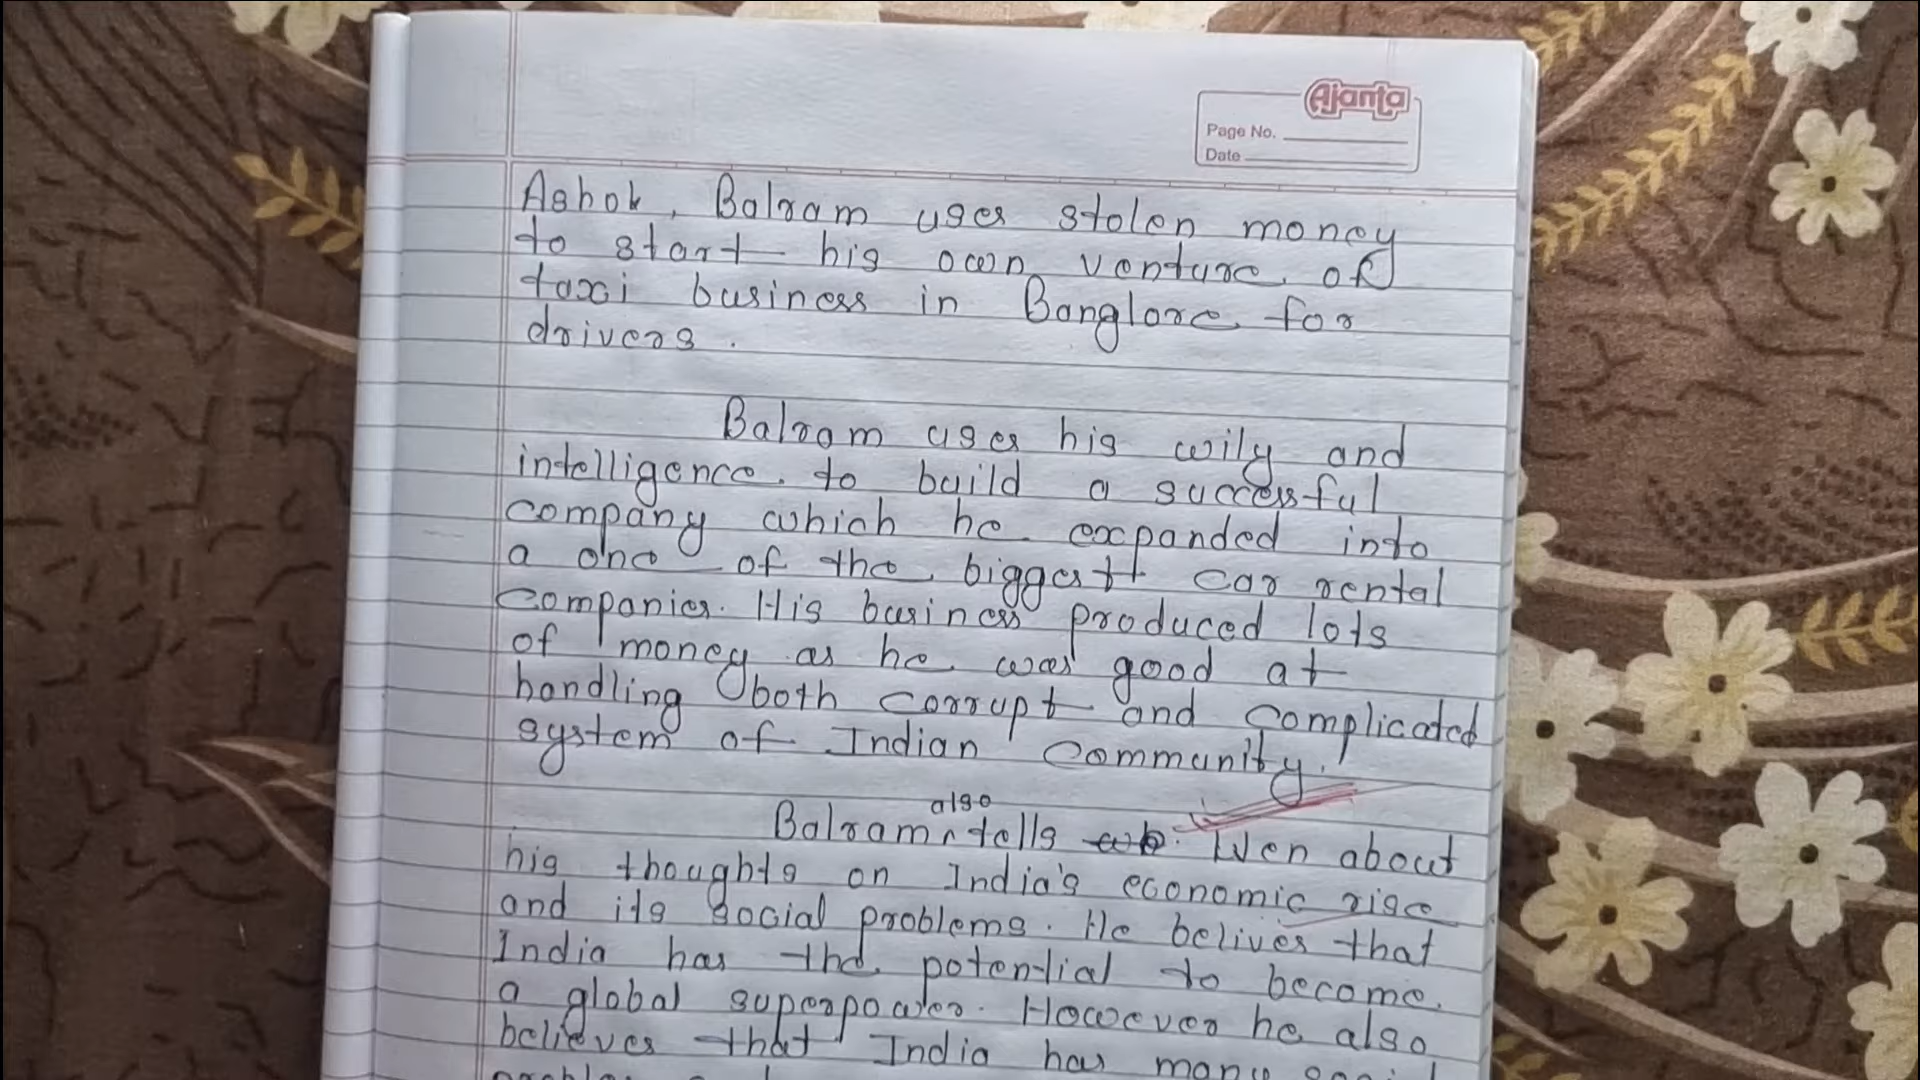 Ajanta
Page No.
Date
Ashok, Balram uses stolen money
to start his own venture of
taxi business in Banglore for
drivers.
Balram uses his wily and
intelligence to build a successful
company which he expanded into
a one of the biggest car rental
companies. His business produced lots
of money as he was good at
handling both corrupt and complicated
system of Indian Community.
also
Balram tells Wen about
his thoughts on India's economic rise
and its social problems. He belives that
India has the potential to become
a global superpower. However he also
believes that India has many